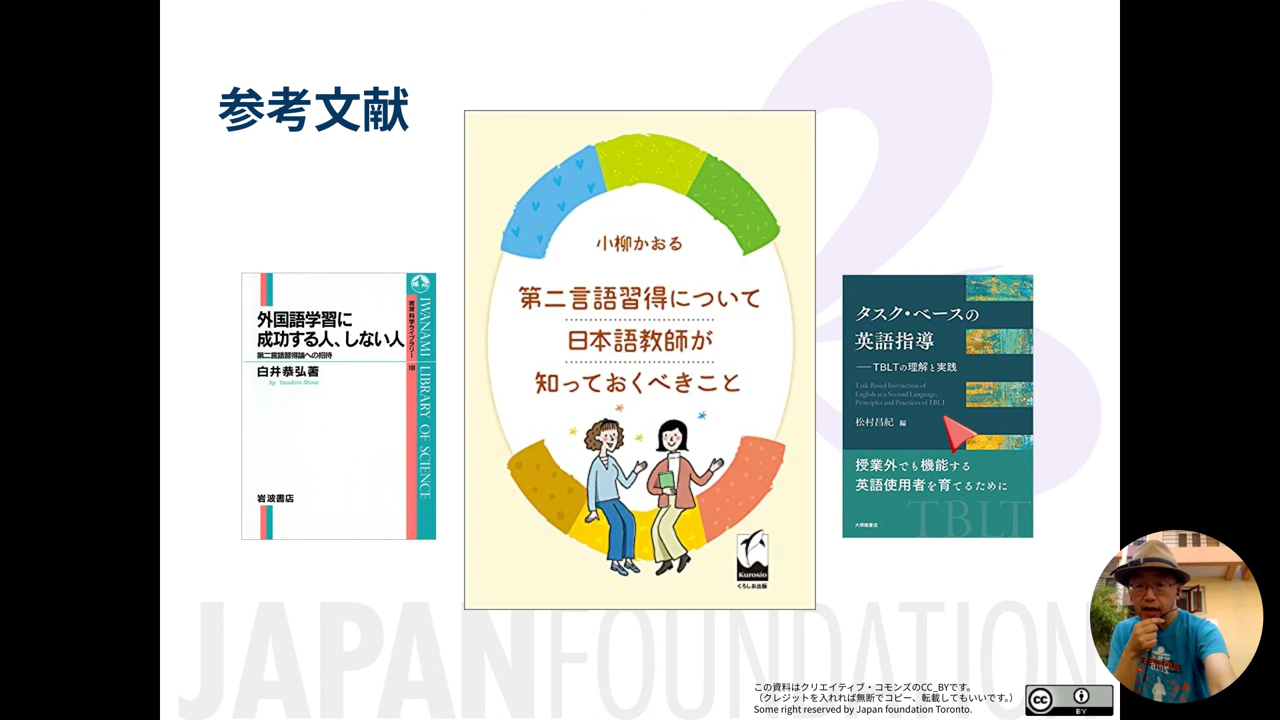 参考文献
外国語学習に
成功する人、しない人
第二言語習得論への招待
白井恭弘著
by Yasuhiro Shirai
岩波書店
岩波科学ライブラリー
100
IWANAMI LIBRARY OF SCIENCE
小柳かおる
第二言語習得について
日本語教師が
知っておくべきこと
Kurosio
くろしお出版
タスク・ベースの
英語指導
──TBLTの理解と実践
Task-Based Instruction of
English as a Second Language:
Principles and Practices of TBLT
松村昌紀 編
授業外でも機能する
英語使用者を育てるために
大修館書店
TBLT
JAPAN FOUNDATION
この資料はクリエイティブ・コモンズのCC_BYです。
（クレジットを入れれば無断でコピー、転載してもいいです。）
Some right reserved by Japan foundation Toronto.
cc
BY